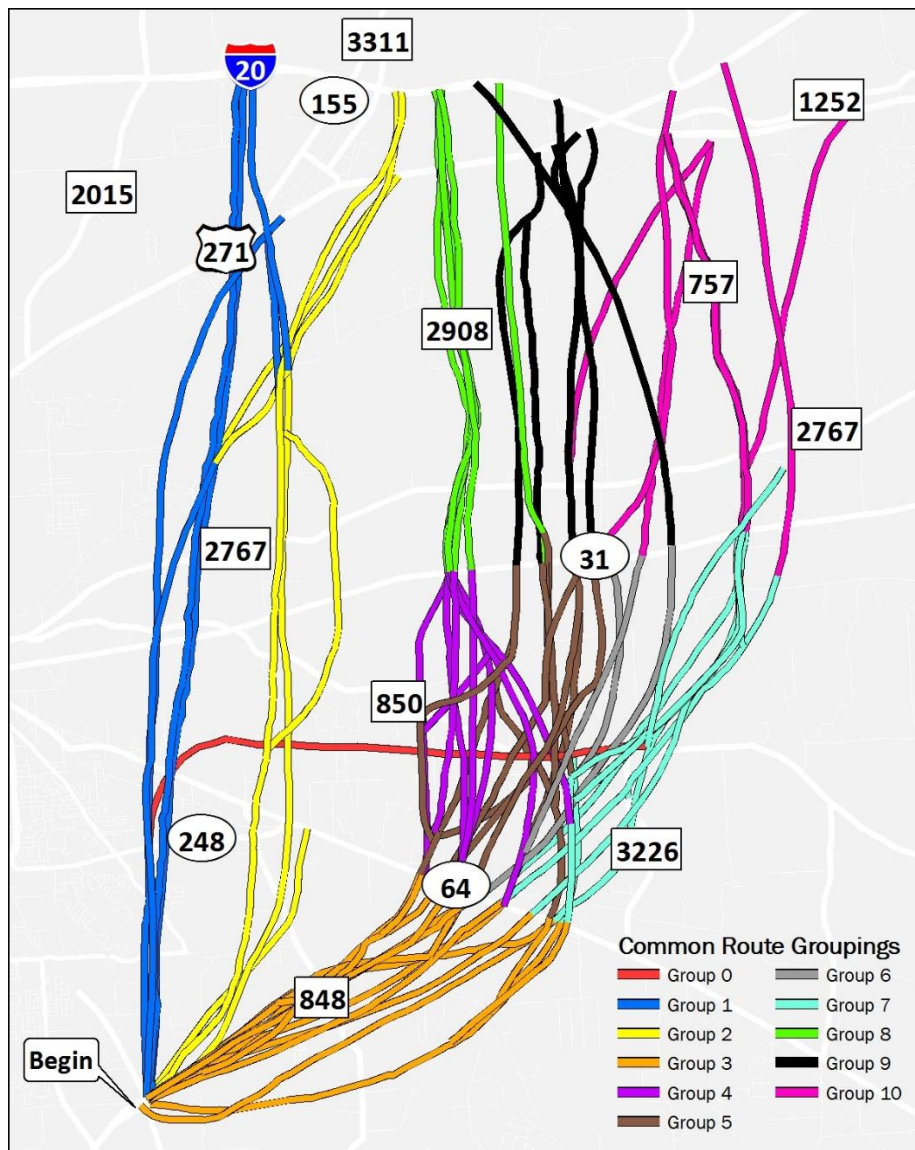 3311
20
155
1252
2015
271
757
2908
2767
2767
31
850
248
3226
64
848
Begin
Common Route Groupings
Group 0
Group 1
Group 2
Group 3
Group 4
Group 5
Group 6
Group 7
Group 8
Group 9
Group 10